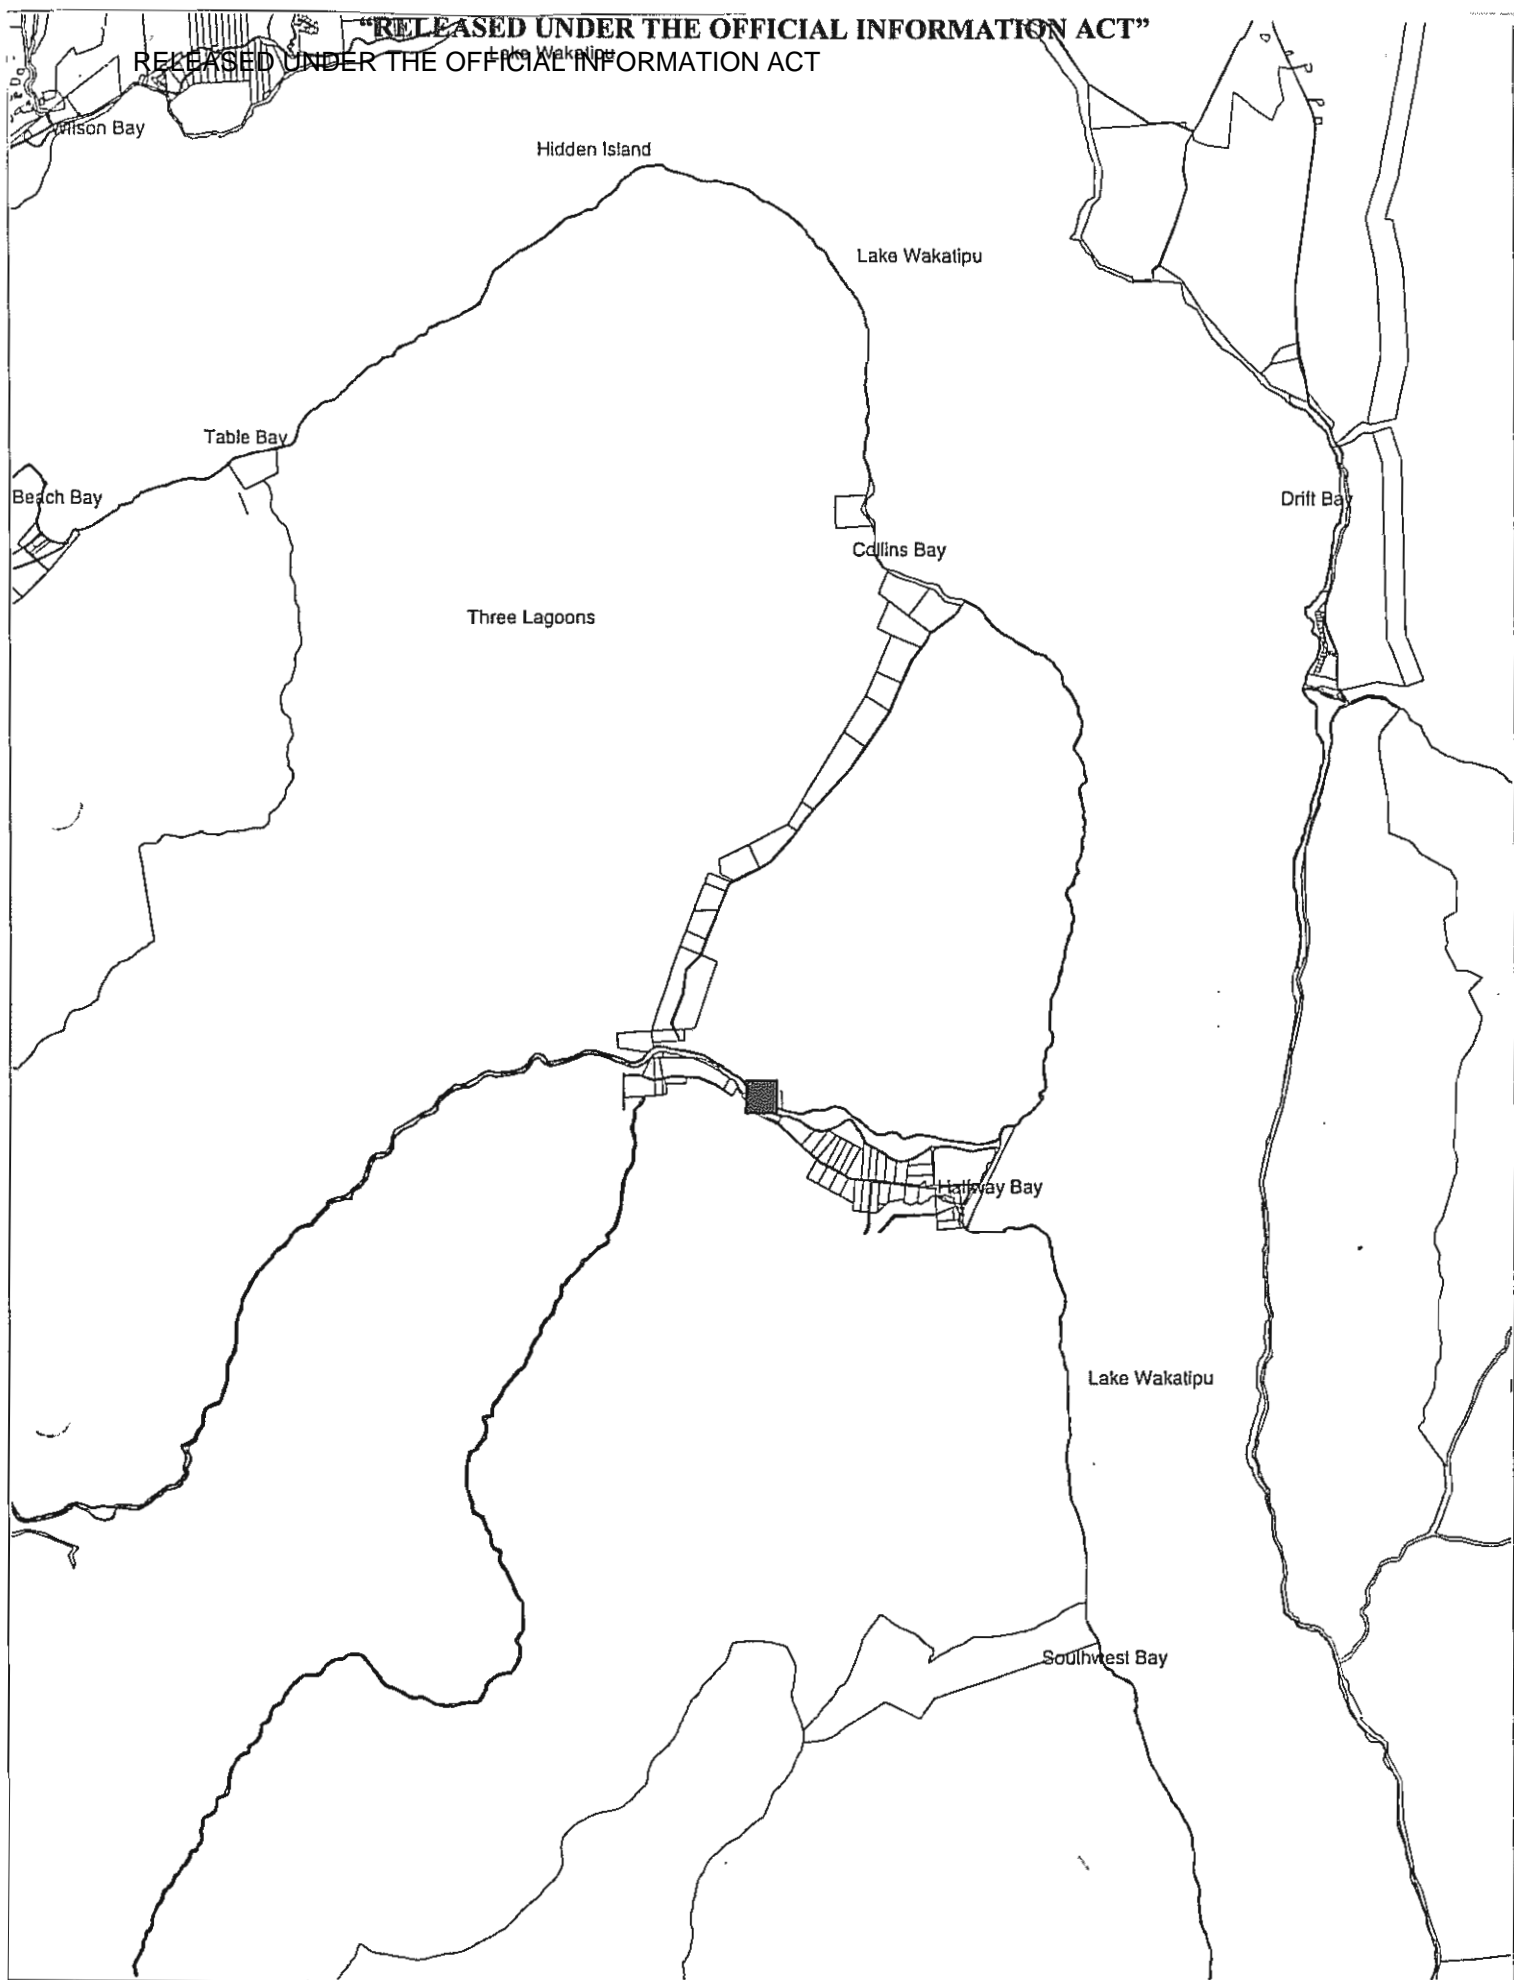 “RELEASED UNDER THE OFFICIAL INFORMATION ACT”
Lake Wakatipu
RELEASED UNDER THE OFFICIAL INFORMATION ACT
Wilson Bay
Hidden Island
Lake Wakatipu
Table Bay
Beach Bay
Drift Bay
Collins Bay
Three Lagoons
Halfway Bay
Lake Wakatipu
Southwest Bay